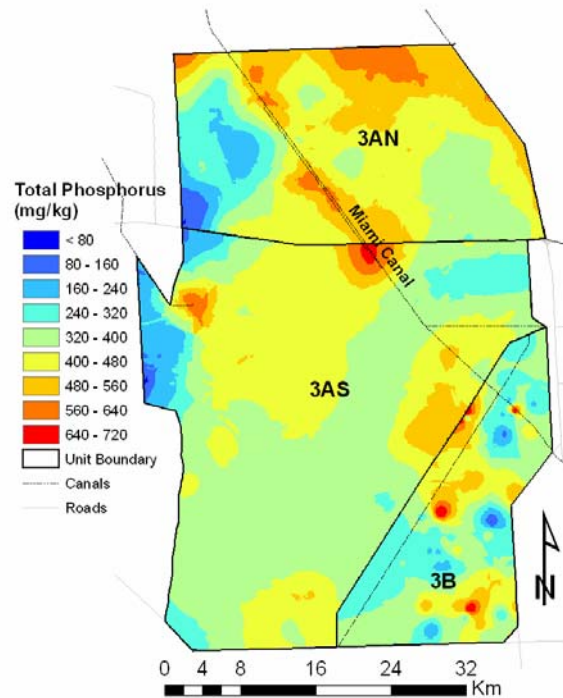 3AN
Miami Canal
Total Phosphorus
(mg/kg)
< 80
80 - 160
160 - 240
240 - 320
320 - 400
400 - 480
480 - 560
560 - 640
640 - 720
Unit Boundary
Canals
Roads
3AS
3B
N
0 4 8 16 24 32
Km